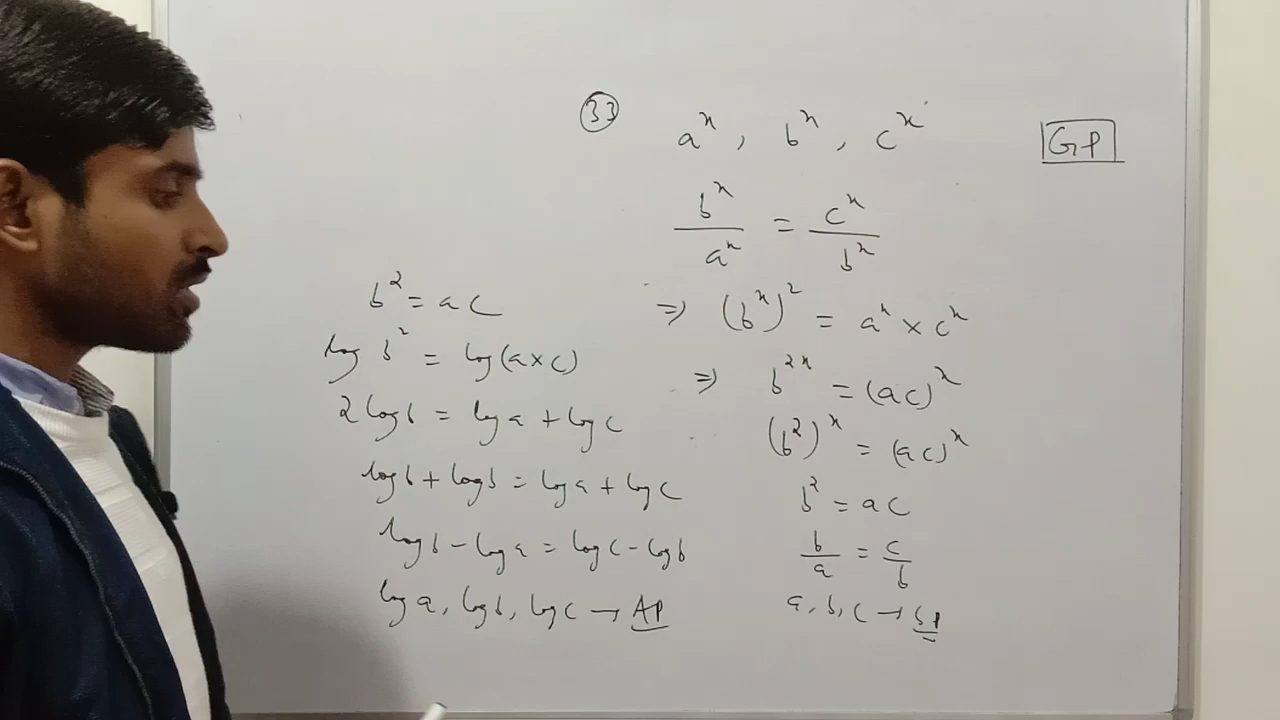 33 a^x, b^x, c^x GP
b^x/a^x = c^x/b^x
⇒ (b^x)^2 = a^x × c^x
⇒ b^2x = (ac)^x
(b^2)^x = (ac)^x
b^2 = ac
b/a = c/b
a, b, c → GP
b^2 = ac
log b^2 = log(a×c)
2 log b = log a + log c
log b + log b = log a + log c
log b - log a = log c - log b
log a, log b, log c → AP